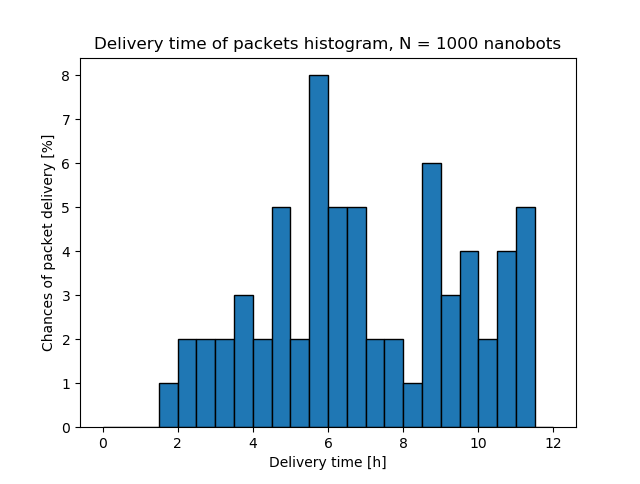 Delivery time of packets histogram, N = 1000 nanobots
8
7
6
5
4
3
2
1
0
Chances of packet delivery [%]
0 2 4 6 8 10 12
Delivery time [h]